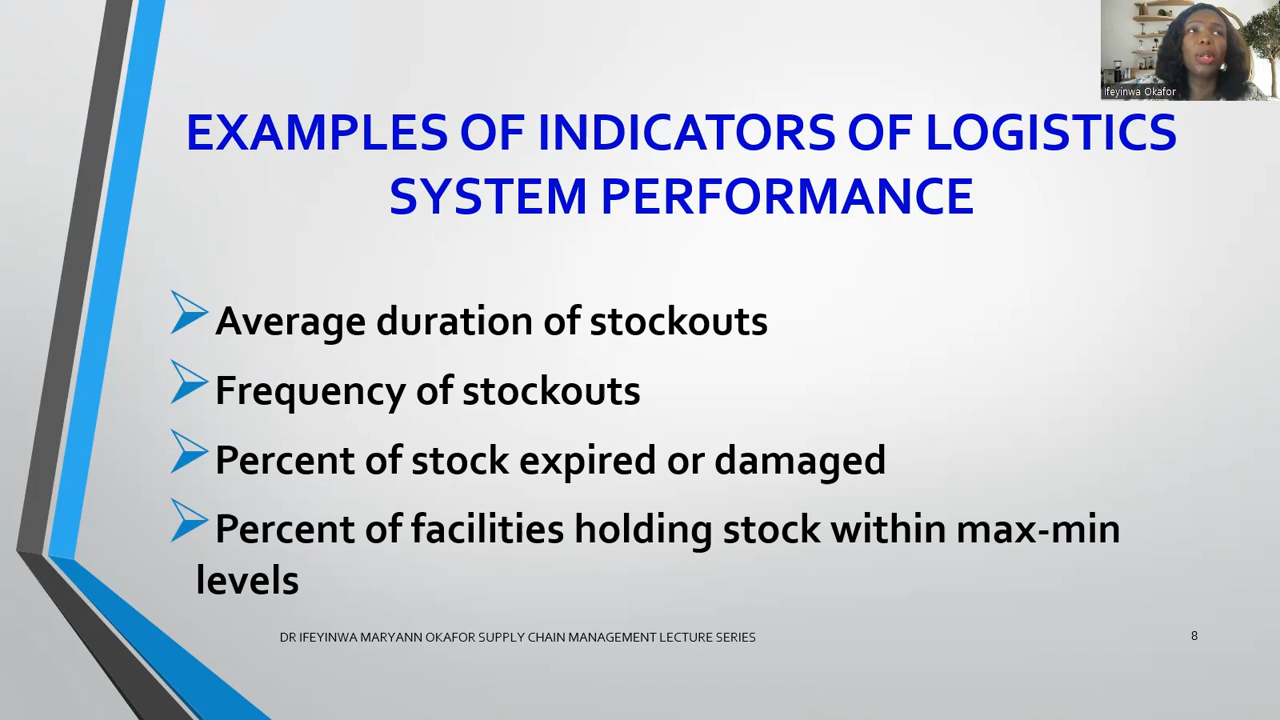 Ifeyinwa Okafor
EXAMPLES OF INDICATORS OF LOGISTICS
SYSTEM PERFORMANCE
Average duration of stockouts
Frequency of stockouts
Percent of stock expired or damaged
Percent of facilities holding stock within max-min
levels
DR IFEYINWA MARYANN OKAFOR SUPPLY CHAIN MANAGEMENT LECTURE SERIES
8